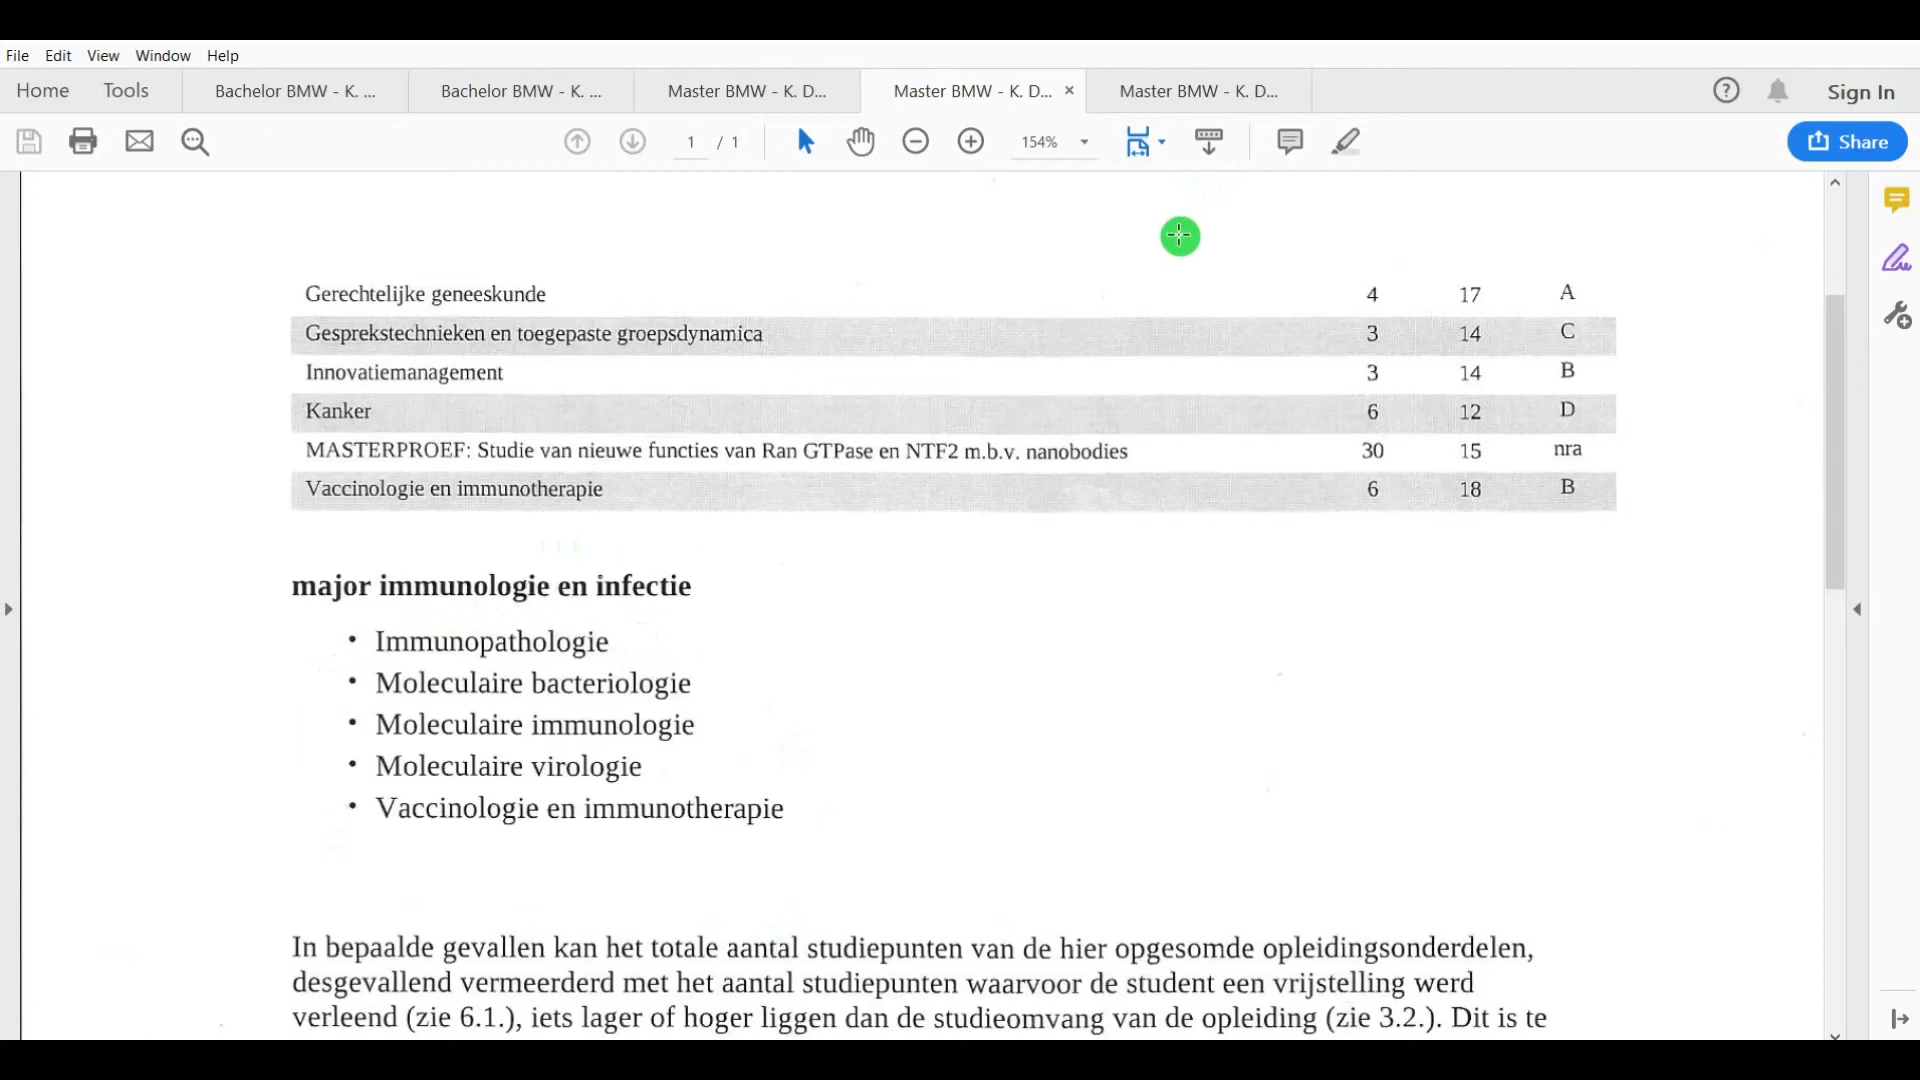 File Edit View Window Help
Home Tools Bachelor BMW - K. ... Bachelor BMW - K. ... Master BMW - K. D... Master BMW - K. D... × Master BMW - K. D... Sign In
1 / 1 154% Share
Gerechtelijke geneeskunde 4 17 A
Gesprekstechnieken en toegepaste groepsdynamica 3 14 C
Innovatiemanagement 3 14 B
Kanker 6 12 D
MASTERPROEF: Studie van nieuwe functies van Ran GTPase en NTF2 m.b.v. nanobodies 30 15 nra
Vaccinologie en immunotherapie 6 18 B
major immunologie en infectie
• Immunopathologie
• Moleculaire bacteriologie
• Moleculaire immunologie
• Moleculaire virologie
• Vaccinologie en immunotherapie
In bepaalde gevallen kan het totale aantal studiepunten van de hier opgesomde opleidingsonderdelen,
desgevallend vermeerderd met het aantal studiepunten waarvoor de student een vrijstelling werd
verleend (zie 6.1.), iets lager of hoger liggen dan de studieomvang van de opleiding (zie 3.2.). Dit is te